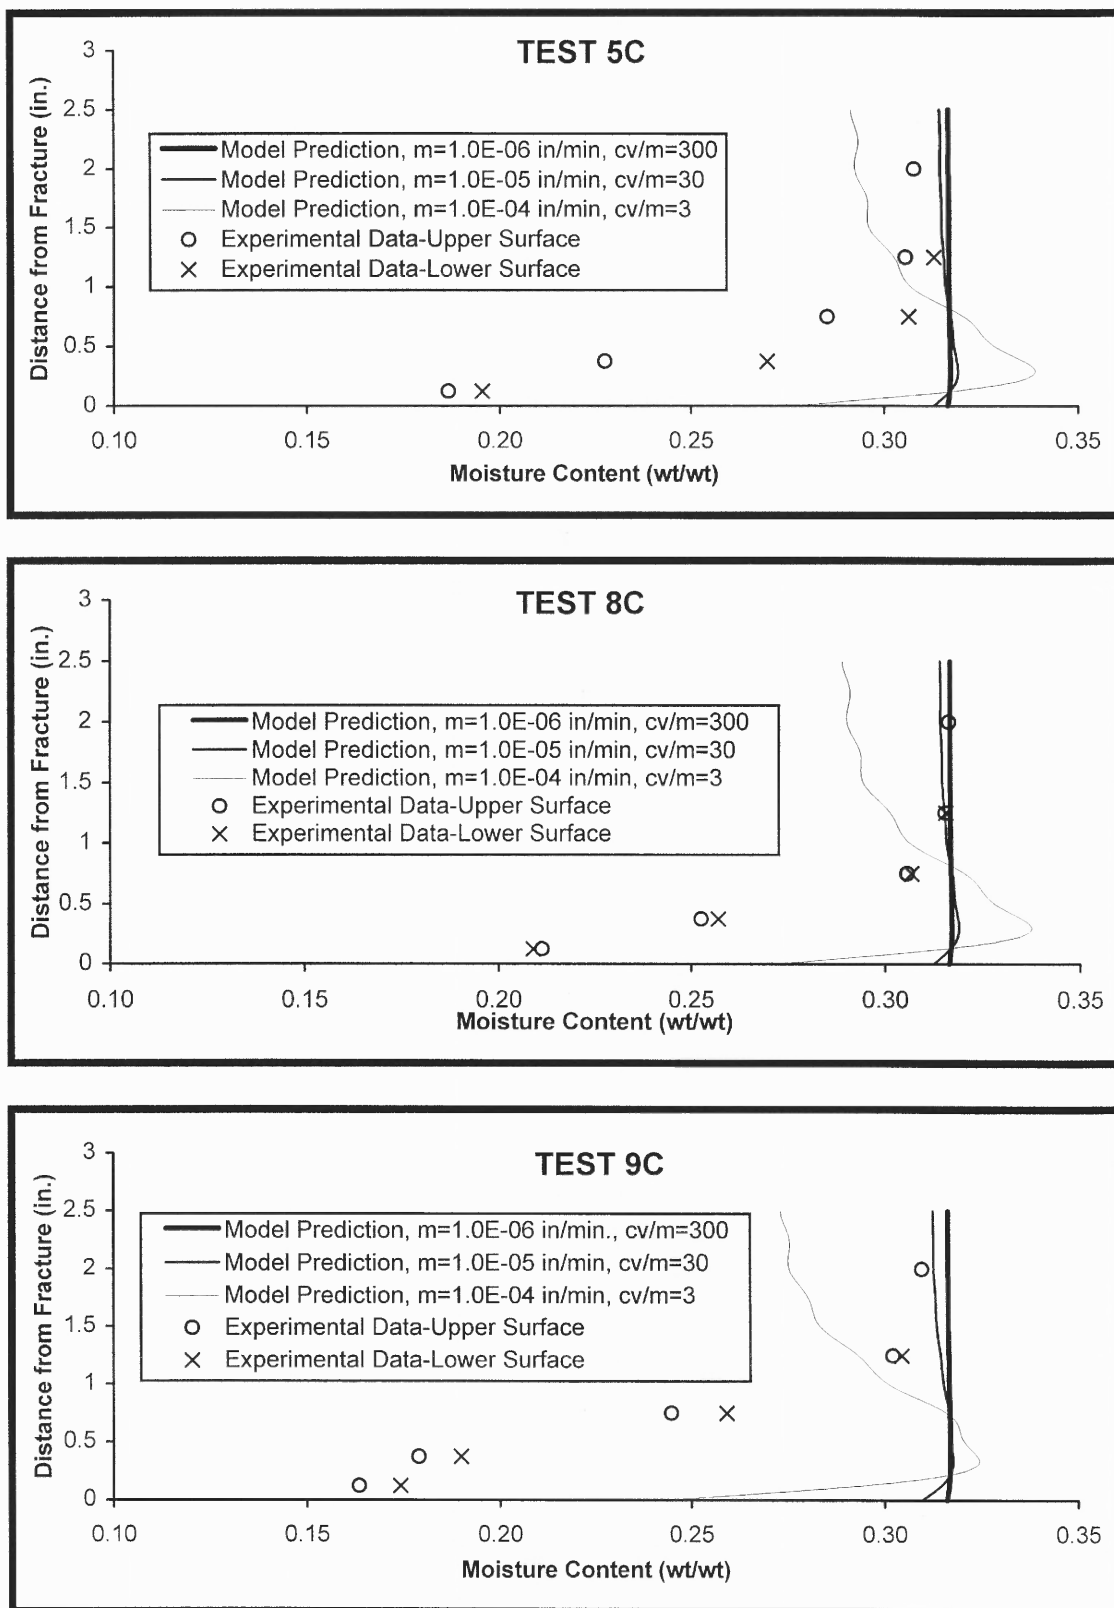 TEST 5C
Distance from Fracture (in.)
3
2.5
2
1.5
1
0.5
0
Model Prediction, m=1.0E-06 in/min, cv/m=300
Model Prediction, m=1.0E-05 in/min, cv/m=30
Model Prediction, m=1.0E-04 in/min, cv/m=3
Experimental Data-Upper Surface
Experimental Data-Lower Surface
0.10 0.15 0.20 0.25 0.30 0.35
Moisture Content (wt/wt)
TEST 8C
Distance from Fracture (in.)
3
2.5
2
1.5
1
0.5
0
Model Prediction, m=1.0E-06 in/min, cv/m=300
Model Prediction, m=1.0E-05 in/min, cv/m=30
Model Prediction, m=1.0E-04 in/min, cv/m=3
Experimental Data-Upper Surface
Experimental Data-Lower Surface
0.10 0.15 0.20 0.25 0.30 0.35
Moisture Content (wt/wt)
TEST 9C
Distance from Fracture (in.)
3
2.5
2
1.5
1
0.5
0
Model Prediction, m=1.0E-06 in/min., cv/m=300
Model Prediction, m=1.0E-05 in/min, cv/m=30
Model Prediction, m=1.0E-04 in/min, cv/m=3
Experimental Data-Upper Surface
Experimental Data-Lower Surface
0.10 0.15 0.20 0.25 0.30 0.35
Moisture Content (wt/wt)